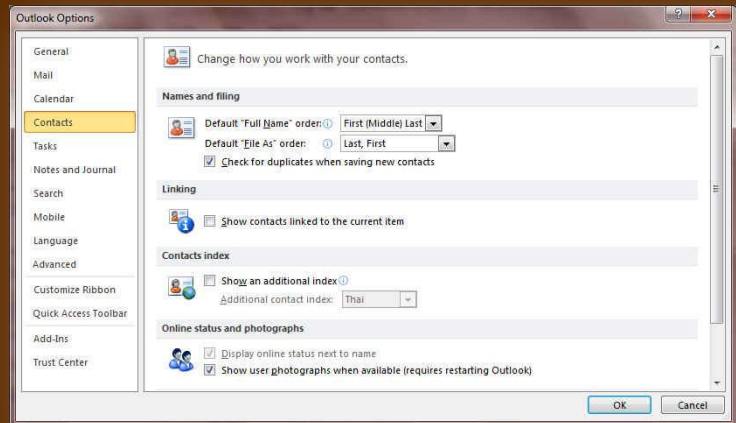 Outlook Options
General
Mail
Calendar
Contacts
Tasks
Notes and Journal
Search
Mobile
Language
Advanced
Customize Ribbon
Quick Access Toolbar
Add-Ins
Trust Center
Change how you work with your contacts.
Names and filing
Default "Full Name" order: First (Middle) Last
Default "File As" order: Last, First
Check for duplicates when saving new contacts
Linking
Show contacts linked to the current item
Contacts index
Show an additional index
Additional contact index: Thai
Online status and photographs
Display online status next to name
Show user photographs when available (requires restarting Outlook)
OK Cancel